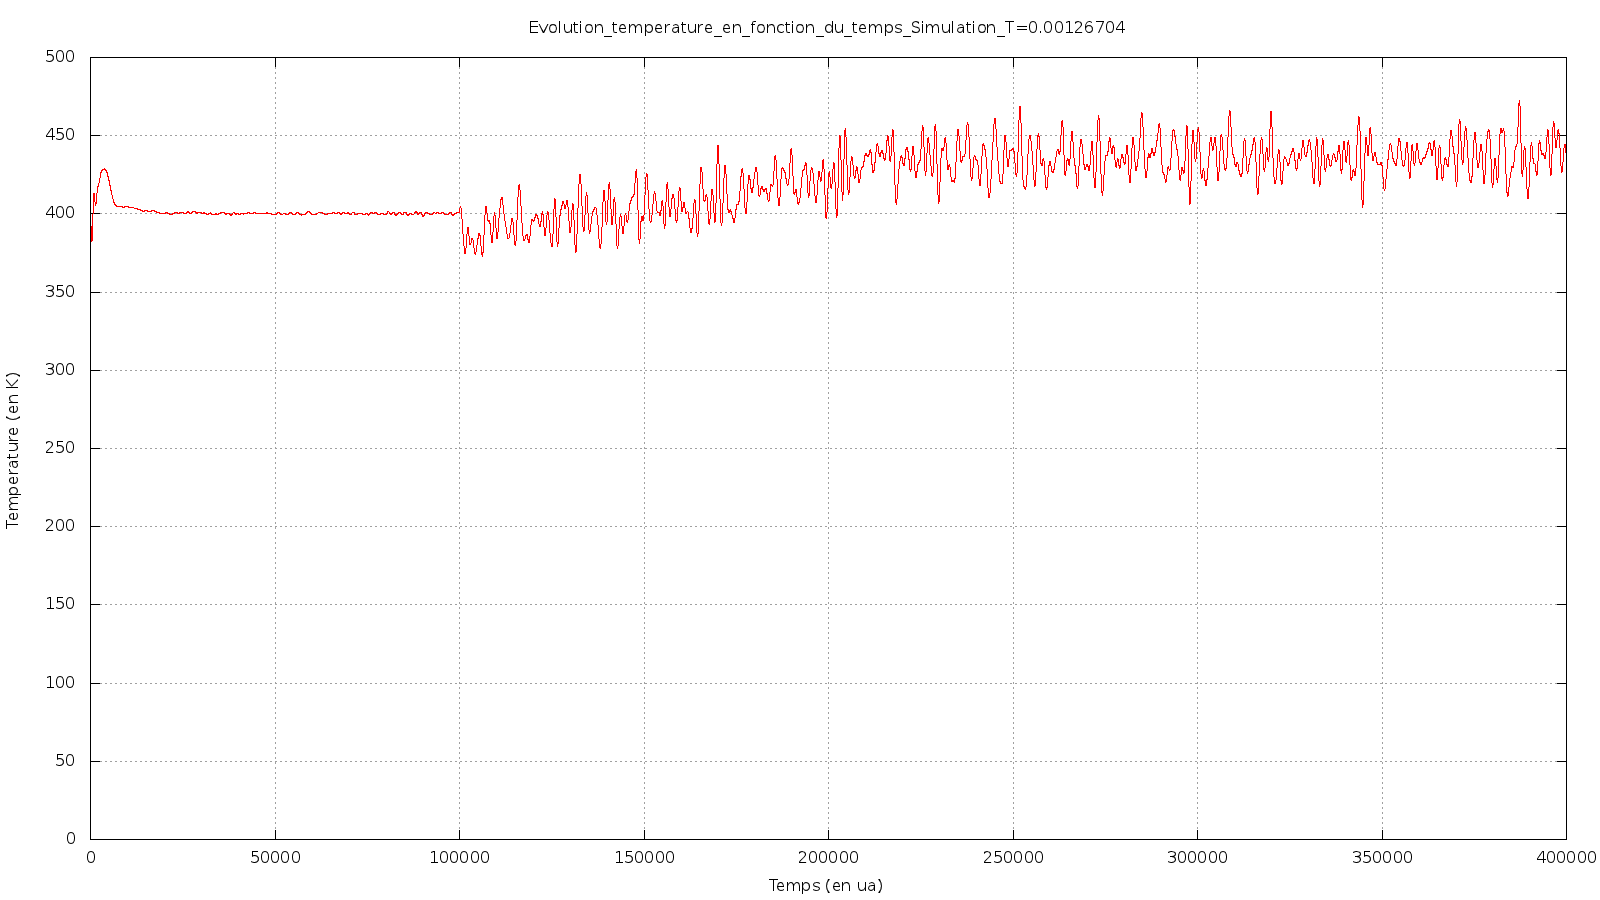 Evolution_temperature_en_fonction_du_temps_Simulation_T=0.00126704
500
450
400
350
300
250
200
150
100
50
0
Temperature (en K)
0 50000 100000 150000 200000 250000 300000 350000 400000
Temps (en ua)